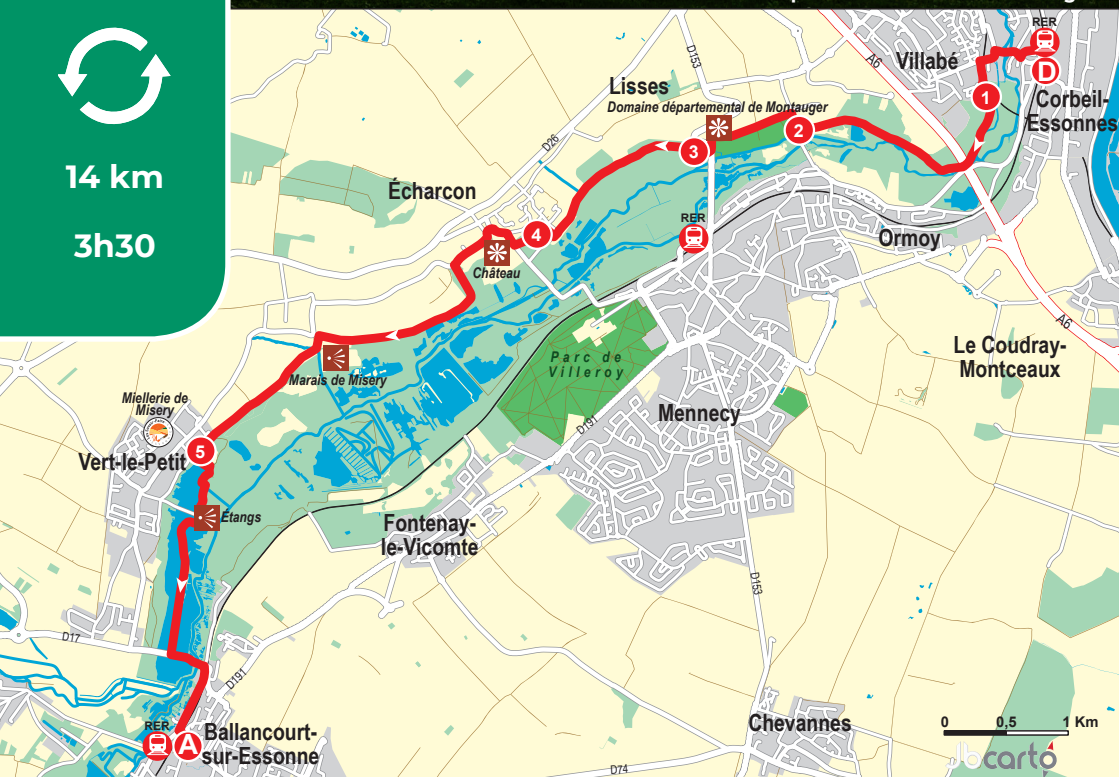 14 km
3h30
RER
D
Villabé
A6
D153
1
Corbeil-
Essonnes
Lisses
Domaine départemental de Montauger
2
3
D26
Écharcon
4
RER
Ormoy
Château
A6
Le Coudray-
Montceaux
Parc de
Villeroy
Marais de Misery
Miellerie de
Misery
D191
Mennecy
5
Vert-le-Petit
Étangs
Fontenay-
le-Vicomte
D153
D17
D191
RER
A
Ballancourt-
sur-Essonne
Chevannes
0
0,5
1 Km
D74
carto